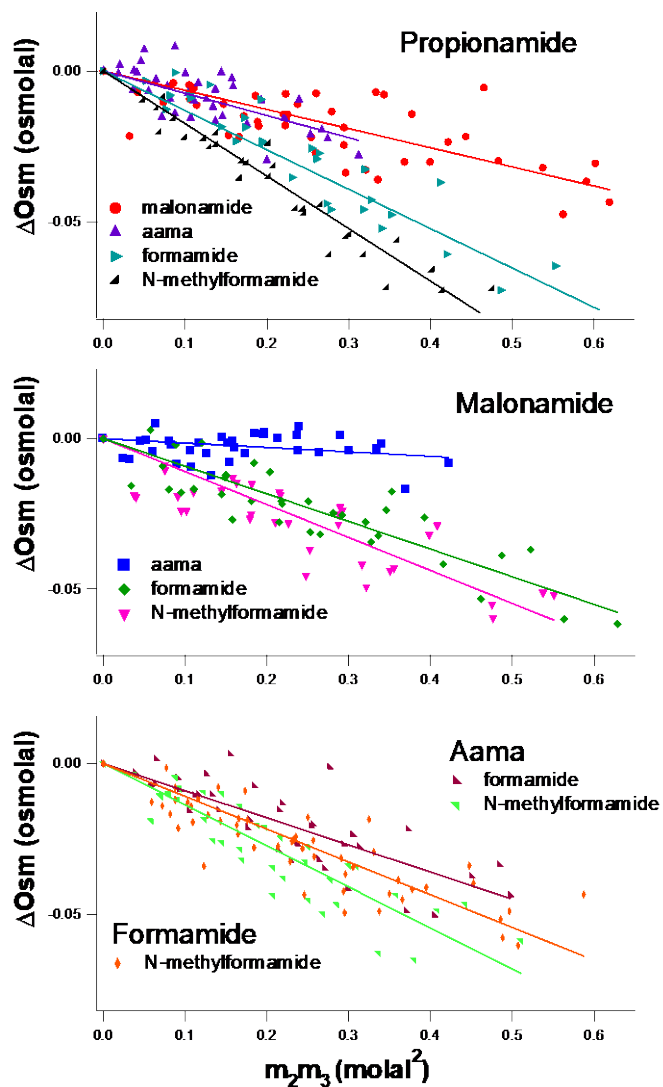 Propionamide
ΔOsm (osmolal)
0.00
-0.05
malonamide
aama
formamide
N-methylformamide
0.0 0.1 0.2 0.3 0.4 0.5 0.6
Malonamide
ΔOsm (osmolal)
0.00
-0.05
aama
formamide
N-methylformamide
0.0 0.1 0.2 0.3 0.4 0.5 0.6
Aama
formamide
N-methylformamide
ΔOsm (osmolal)
0.00
-0.05
Formamide
N-methylformamide
0.0 0.1 0.2 0.3 0.4 0.5 0.6
m₂m₃ (molal²)